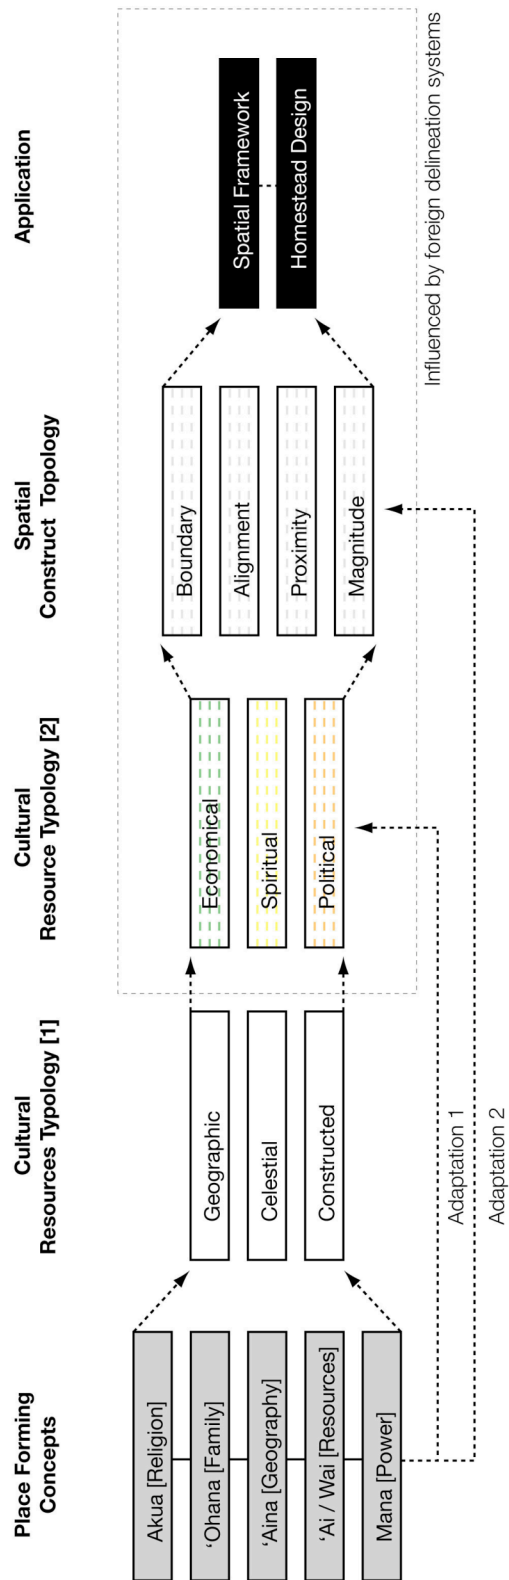 Place Forming
Concepts
Akua [Religion]
‘Ohana [Family]
‘Aina [Geography]
‘Ai / Wai [Resources]
Mana [Power]
Cultural
Resources Typology [1]
Geographic
Celestial
Constructed
Cultural
Resource Typology [2]
Economical
Spiritual
Political
Spatial
Construct Topology
Boundary
Alignment
Proximity
Magnitude
Application
Spatial Framework
Homestead Design
Influenced by foreign delineation systems
Adaptation 1
Adaptation 2